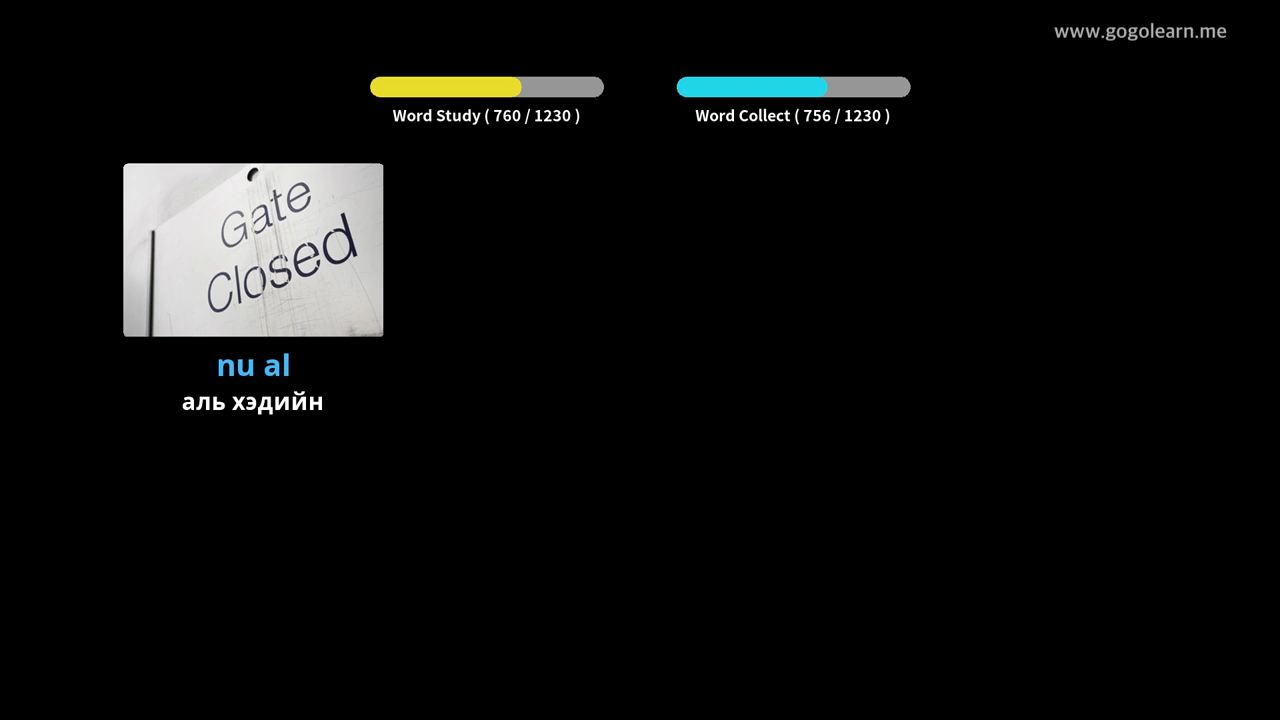 www.gogolearn.me
Word Study ( 760 / 1230 )
Word Collect ( 756 / 1230 )
Gate
Closed
nu al
аль хэдийн